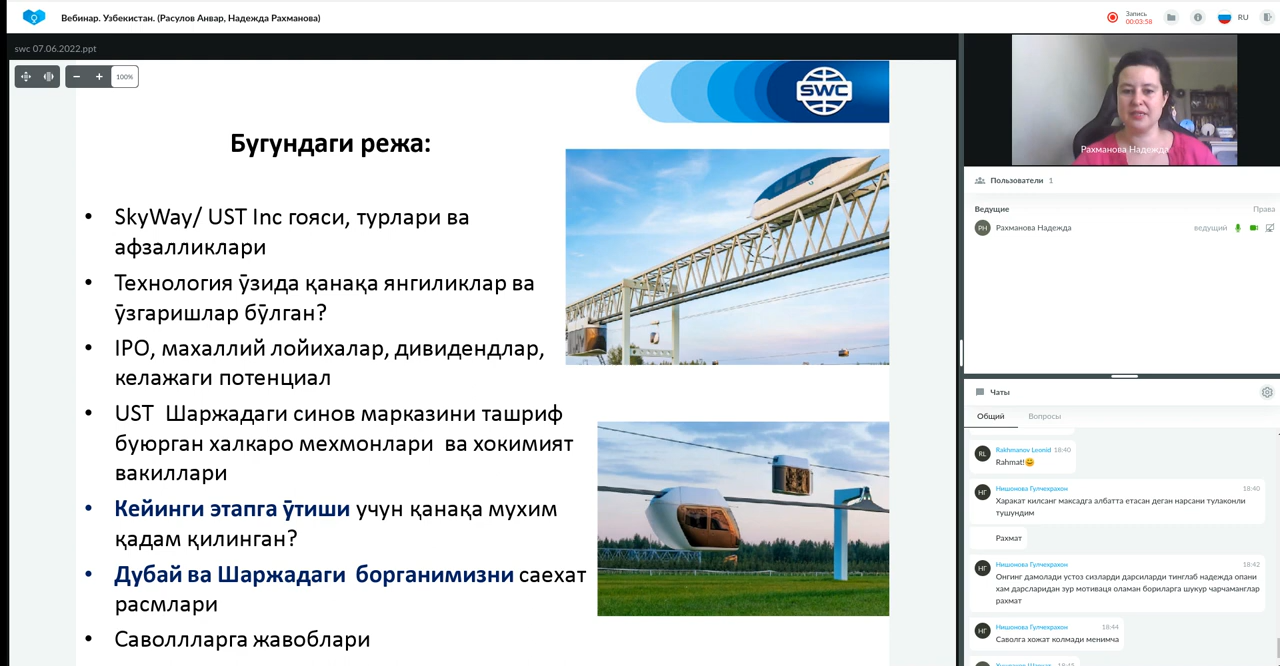 Вебинар. Узбекистан. (Расулов Анвар, Надежда Рахманова)
Запись
00:03:58
RU
swc 07.06.2022.ppt
100%
SWC
Бугундаги режа:
• SkyWay/ UST Inc гояси, турлари ва
афзалликлари
• Технология ўзида қанақа янгиликлар ва
ўзгаришлар бўлган?
• IPO, махаллий лойихалар, дивидендлар,
келажаги потенциал
• UST Шаржадаги синов марказини ташриф
буюрган халкаро мехмонлари ва хокимият
вакиллари
• Кейинги этапга ўтиши учун қанақа мухим
қадам қилинган?
• Дубай ва Шаржадаги борганимизни саехат
расмлари
• Саволлларга жавоблари
Рахманова Надежда
Пользователи 1
Ведущие Права
РН Рахманова Надежда ведущий
Чаты
Общий Вопросы
RL Rakhmanov Leonid 18:40
Rahmat!😊
НГ Нишонова Гулчехрахон 18:40
Харакат килсанг максадга албатта етасан деган нарсани тулаконли
тушундим
Рахмат
НГ Нишонова Гулчехрахон 18:42
Онгинг дамолади устоз сизларди дарсиларди тинглаб надежда опани
хам дарсларидан зур мотиваця оламан бориларга шукур чарчаманглар
рахмат
НГ Нишонова Гулчехрахон 18:44
Саволга хожат колмади менимча